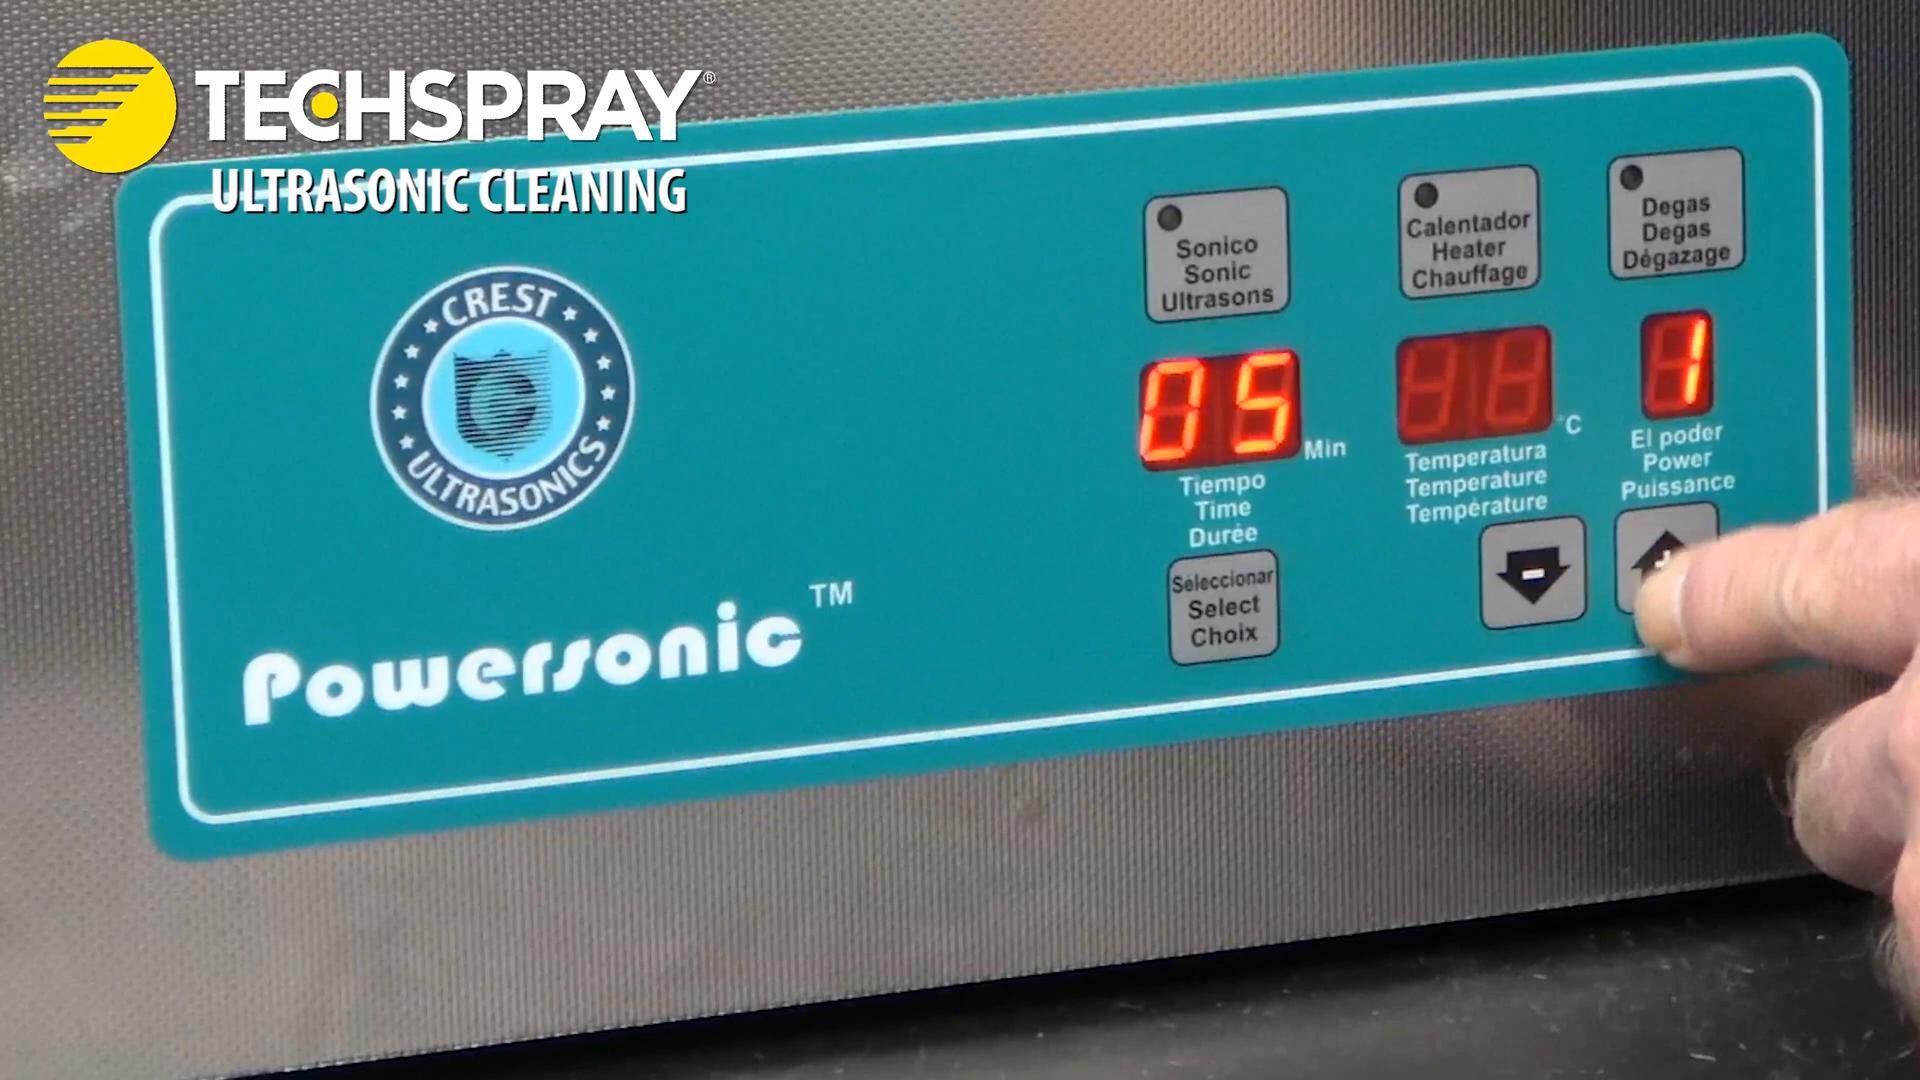 TECHSPRAY®
ULTRASONIC CLEANING
CREST
ULTRASONICS
Powersonic™
Sonico
Sonic
Ultrasons
Calentador
Heater
Chauffage
Degas
Degas
Dégazage
05 Min
°C
1
Tiempo
Time
Durée
Temperatura
Temperature
Température
El poder
Power
Puissance
Seleccionar
Select
Choix
-
+